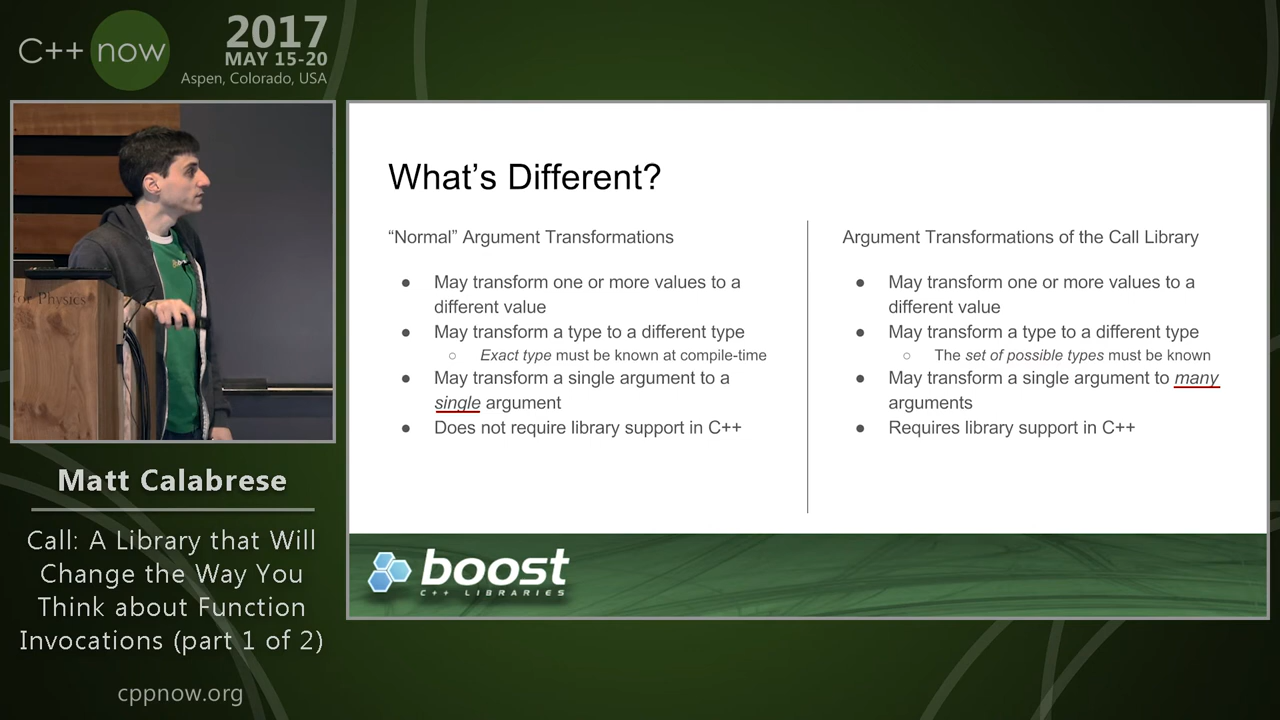 C++ now
2017
MAY 15-20
Aspen, Colorado, USA
for Physics
Matt Calabrese
Call: A Library that Will
Change the Way You
Think about Function
Invocations (part 1 of 2)
cppnow.org
What's Different?
“Normal” Argument Transformations
● May transform one or more values to a
different value
● May transform a type to a different type
○ Exact type must be known at compile-time
● May transform a single argument to a
single argument
● Does not require library support in C++
Argument Transformations of the Call Library
● May transform one or more values to a
different value
● May transform a type to a different type
○ The set of possible types must be known
● May transform a single argument to many
arguments
● Requires library support in C++
boost
C++ LIBRARIES